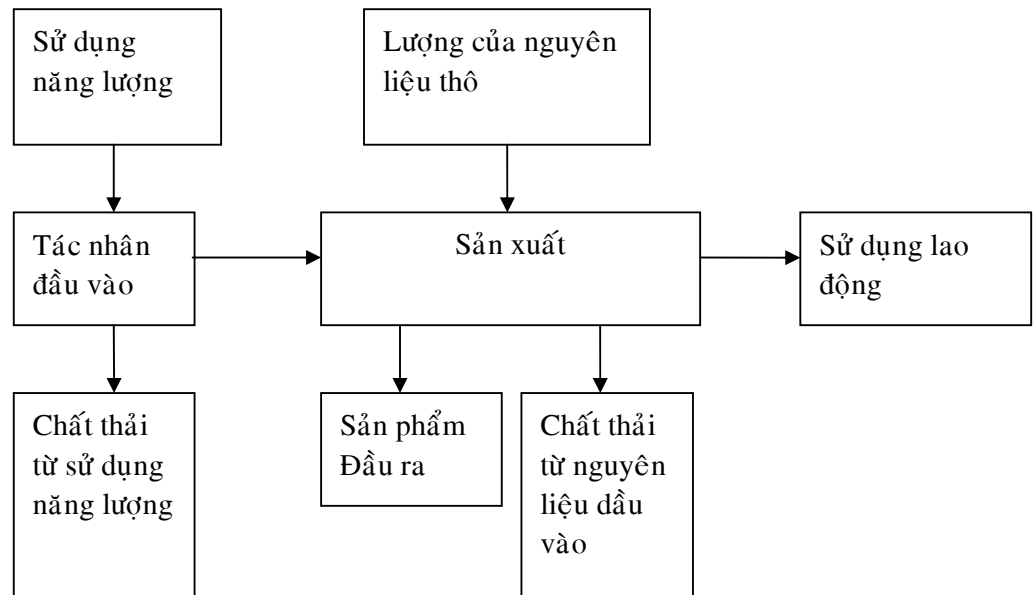 Sử dụng
năng lượng
Lượng của nguyên
liệu thô
Tác nhân
đầu vào
Sản xuất
Sử dụng lao
động
Chất thải
từ sử dụng
năng lượng
Sản phẩm
Đầu ra
Chất thải
từ nguyên
liệu dầu
vào